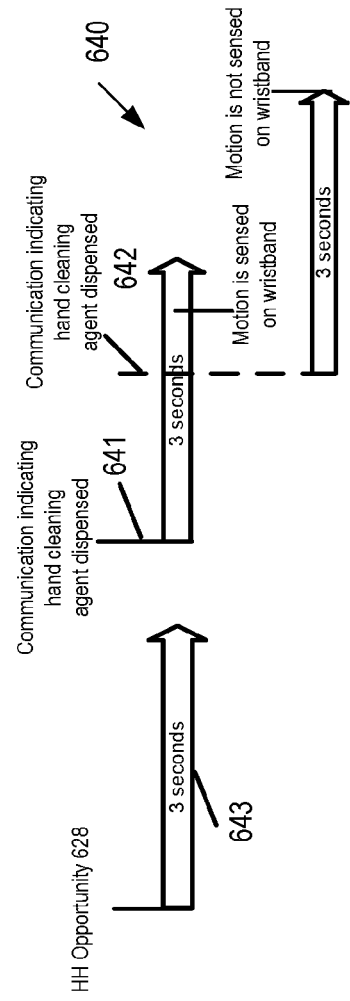 640
HH Opportunity 628
3 seconds
643
Communication indicating
hand cleaning
agent dispensed
641
3 seconds
Communication indicating
hand cleaning
agent dispensed
642
Motion is sensed
on wristband
3 seconds
Motion is not sensed
on wristband